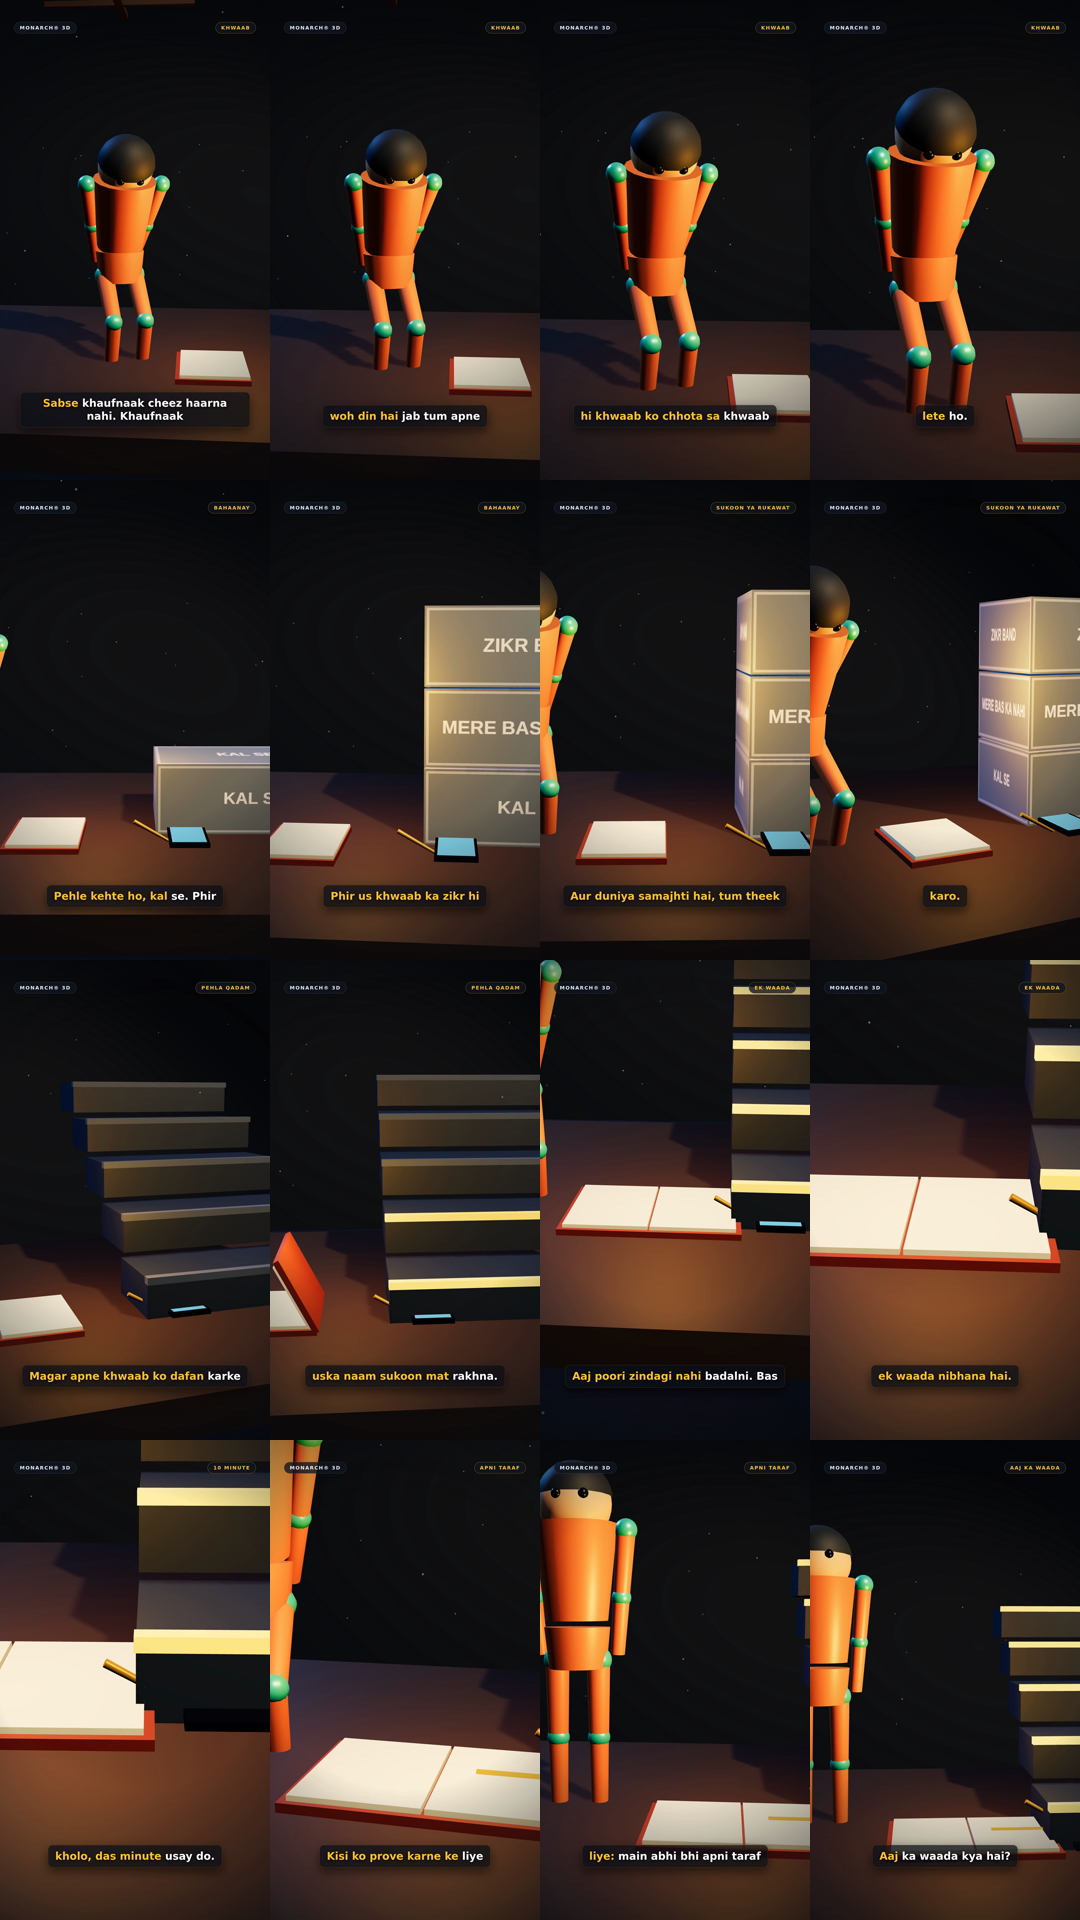 MONARCH® 3D
KHWAAB
Sabse khaufnaak cheez haarna
nahi. Khaufnaak
MONARCH® 3D
KHWAAB
woh din hai jab tum apne
MONARCH® 3D
KHWAAB
hi khwaab ko chhota sa khwaab
MONARCH® 3D
KHWAAB
lete ho.
MONARCH® 3D
BAHAANAY
KAL SE
KAL S
Pehle kehte ho, kal se. Phir
MONARCH® 3D
BAHAANAY
ZIKR B
MERE BAS
KAL
Phir us khwaab ka zikr hi
MONARCH® 3D
SUKOON YA RUKAWAT
MER
Aur duniya samajhti hai, tum theek
MONARCH® 3D
SUKOON YA RUKAWAT
ZIKR BAND
Z
MERE BAS KA NAHI
MERE
KAL SE
karo.
MONARCH® 3D
PEHLA QADAM
Magar apne khwaab ko dafan karke
MONARCH® 3D
PEHLA QADAM
uska naam sukoon mat rakhna.
MONARCH® 3D
EK WAADA
Aaj poori zindagi nahi badalni. Bas
MONARCH® 3D
EK WAADA
ek waada nibhana hai.
MONARCH® 3D
10 MINUTE
kholo, das minute usay do.
MONARCH® 3D
APNI TARAF
Kisi ko prove karne ke liye
MONARCH® 3D
APNI TARAF
liye: main abhi bhi apni taraf
MONARCH® 3D
AAJ KA WAADA
Aaj ka waada kya hai?